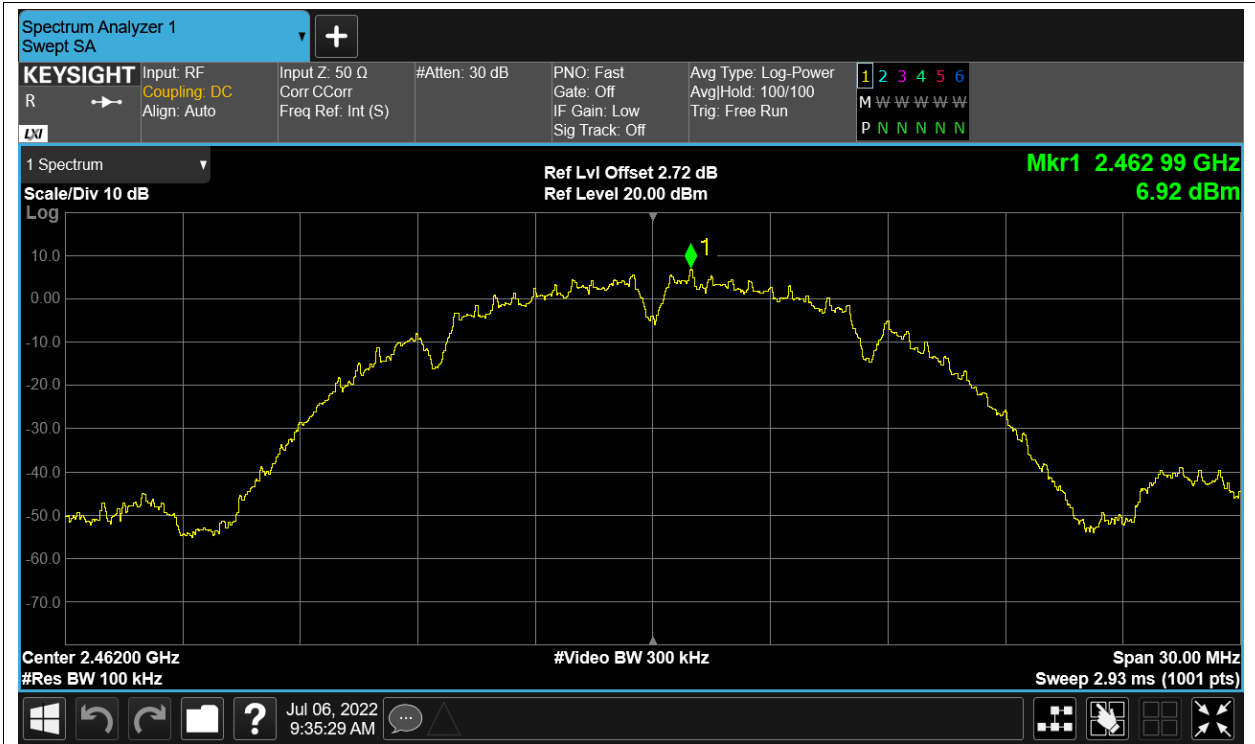 Spectrum Analyzer 1
Swept SA
+
KEYSIGHT
R
LXI
Input: RF
Coupling: DC
Align: Auto
Input Z: 50 Ω
Corr CCorr
Freq Ref: Int (S)
#Atten: 30 dB
PNO: Fast
Gate: Off
IF Gain: Low
Sig Track: Off
Avg Type: Log-Power
Avg|Hold: 100/100
Trig: Free Run
1 2 3 4 5 6
M W W W W W
P N N N N N
1 Spectrum
Scale/Div 10 dB
Log
Ref Lvl Offset 2.72 dB
Ref Level 20.00 dBm
Mkr1 2.462 99 GHz
6.92 dBm
1
10.0
0.00
-10.0
-20.0
-30.0
-40.0
-50.0
-60.0
-70.0
Center 2.46200 GHz
#Res BW 100 kHz
#Video BW 300 kHz
Span 30.00 MHz
Sweep 2.93 ms (1001 pts)
?
Jul 06, 2022
9:35:29 AM